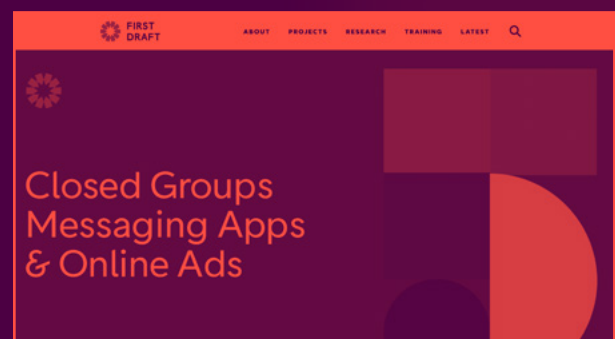 FIRST
DRAFT
ABOUT PROJECTS RESEARCH TRAINING LATEST
Closed Groups
Messaging Apps
& Online Ads